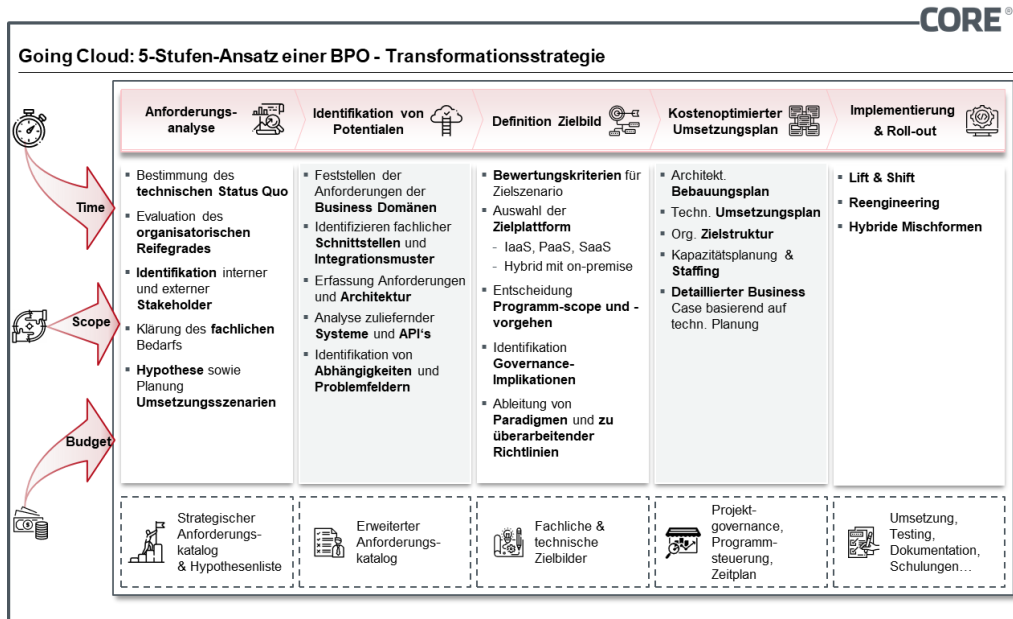 CORE®
Going Cloud: 5-Stufen-Ansatz einer BPO - Transformationsstrategie
Time
Scope
Budget
Anforderungs-
analyse
▪ Bestimmung des
technischen Status Quo
▪ Evaluation des
organisatorischen
Reifegrades
▪ Identifikation interner
und externer
Stakeholder
▪ Klärung des fachlichen
Bedarfs
▪ Hypothese sowie
Planung
Umsetzungsszenarien
Strategischer
Anforderungs-
katalog
& Hypothesenliste
Identifikation von
Potentialen
▪ Feststellen der
Anforderungen der
Business Domänen
▪ Identifizieren fachlicher
Schnittstellen und
Integrationsmuster
▪ Erfassung Anforderungen
und Architektur
▪ Analyse zuliefernder
Systeme und API's
▪ Identifikation von
Abhängigkeiten und
Problemfeldern
Erweiterter
Anforderungs-
katalog
Definition Zielbild
▪ Bewertungskriterien für
Zielszenario
▪ Auswahl der
Zielplattform
- IaaS, PaaS, SaaS
- Hybrid mit on-premise
▪ Entscheidung
Programm-scope und -
vorgehen
▪ Identifikation
Governance-
Implikationen
▪ Ableitung von
Paradigmen und zu
überarbeitender
Richtlinien
Fachliche &
technische
Zielbilder
Kostenoptimierter
Umsetzungsplan
▪ Architekt.
Bebauungsplan
▪ Techn. Umsetzungsplan
▪ Org. Zielstruktur
▪ Kapazitätsplanung &
Staffing
▪ Detaillierter Business
Case basierend auf
techn. Planung
Projekt-
governance,
Programm-
steuerung,
Zeitplan
Implementierung
& Roll-out
▪ Lift & Shift
▪ Reengineering
▪ Hybride Mischformen
Umsetzung,
Testing,
Dokumentation,
Schulungen…